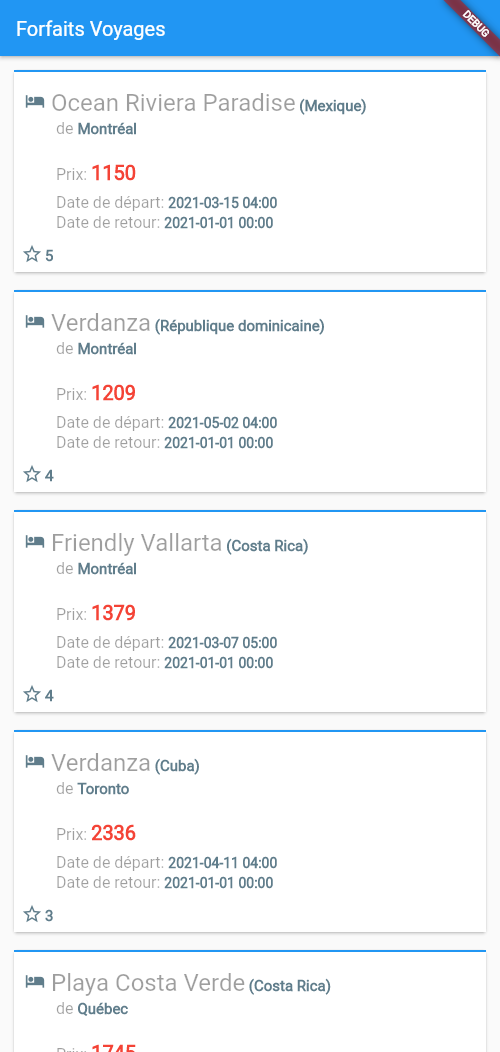 Forfaits Voyages
DEBUG
Ocean Riviera Paradise (Mexique)
de Montréal
Prix: 1150
Date de départ: 2021-03-15 04:00
Date de retour: 2021-01-01 00:00
5
Verdanza (République dominicaine)
de Montréal
Prix: 1209
Date de départ: 2021-05-02 04:00
Date de retour: 2021-01-01 00:00
4
Friendly Vallarta (Costa Rica)
de Montréal
Prix: 1379
Date de départ: 2021-03-07 05:00
Date de retour: 2021-01-01 00:00
4
Verdanza (Cuba)
de Toronto
Prix: 2336
Date de départ: 2021-04-11 04:00
Date de retour: 2021-01-01 00:00
3
Playa Costa Verde (Costa Rica)
de Québec
Prix: 1745